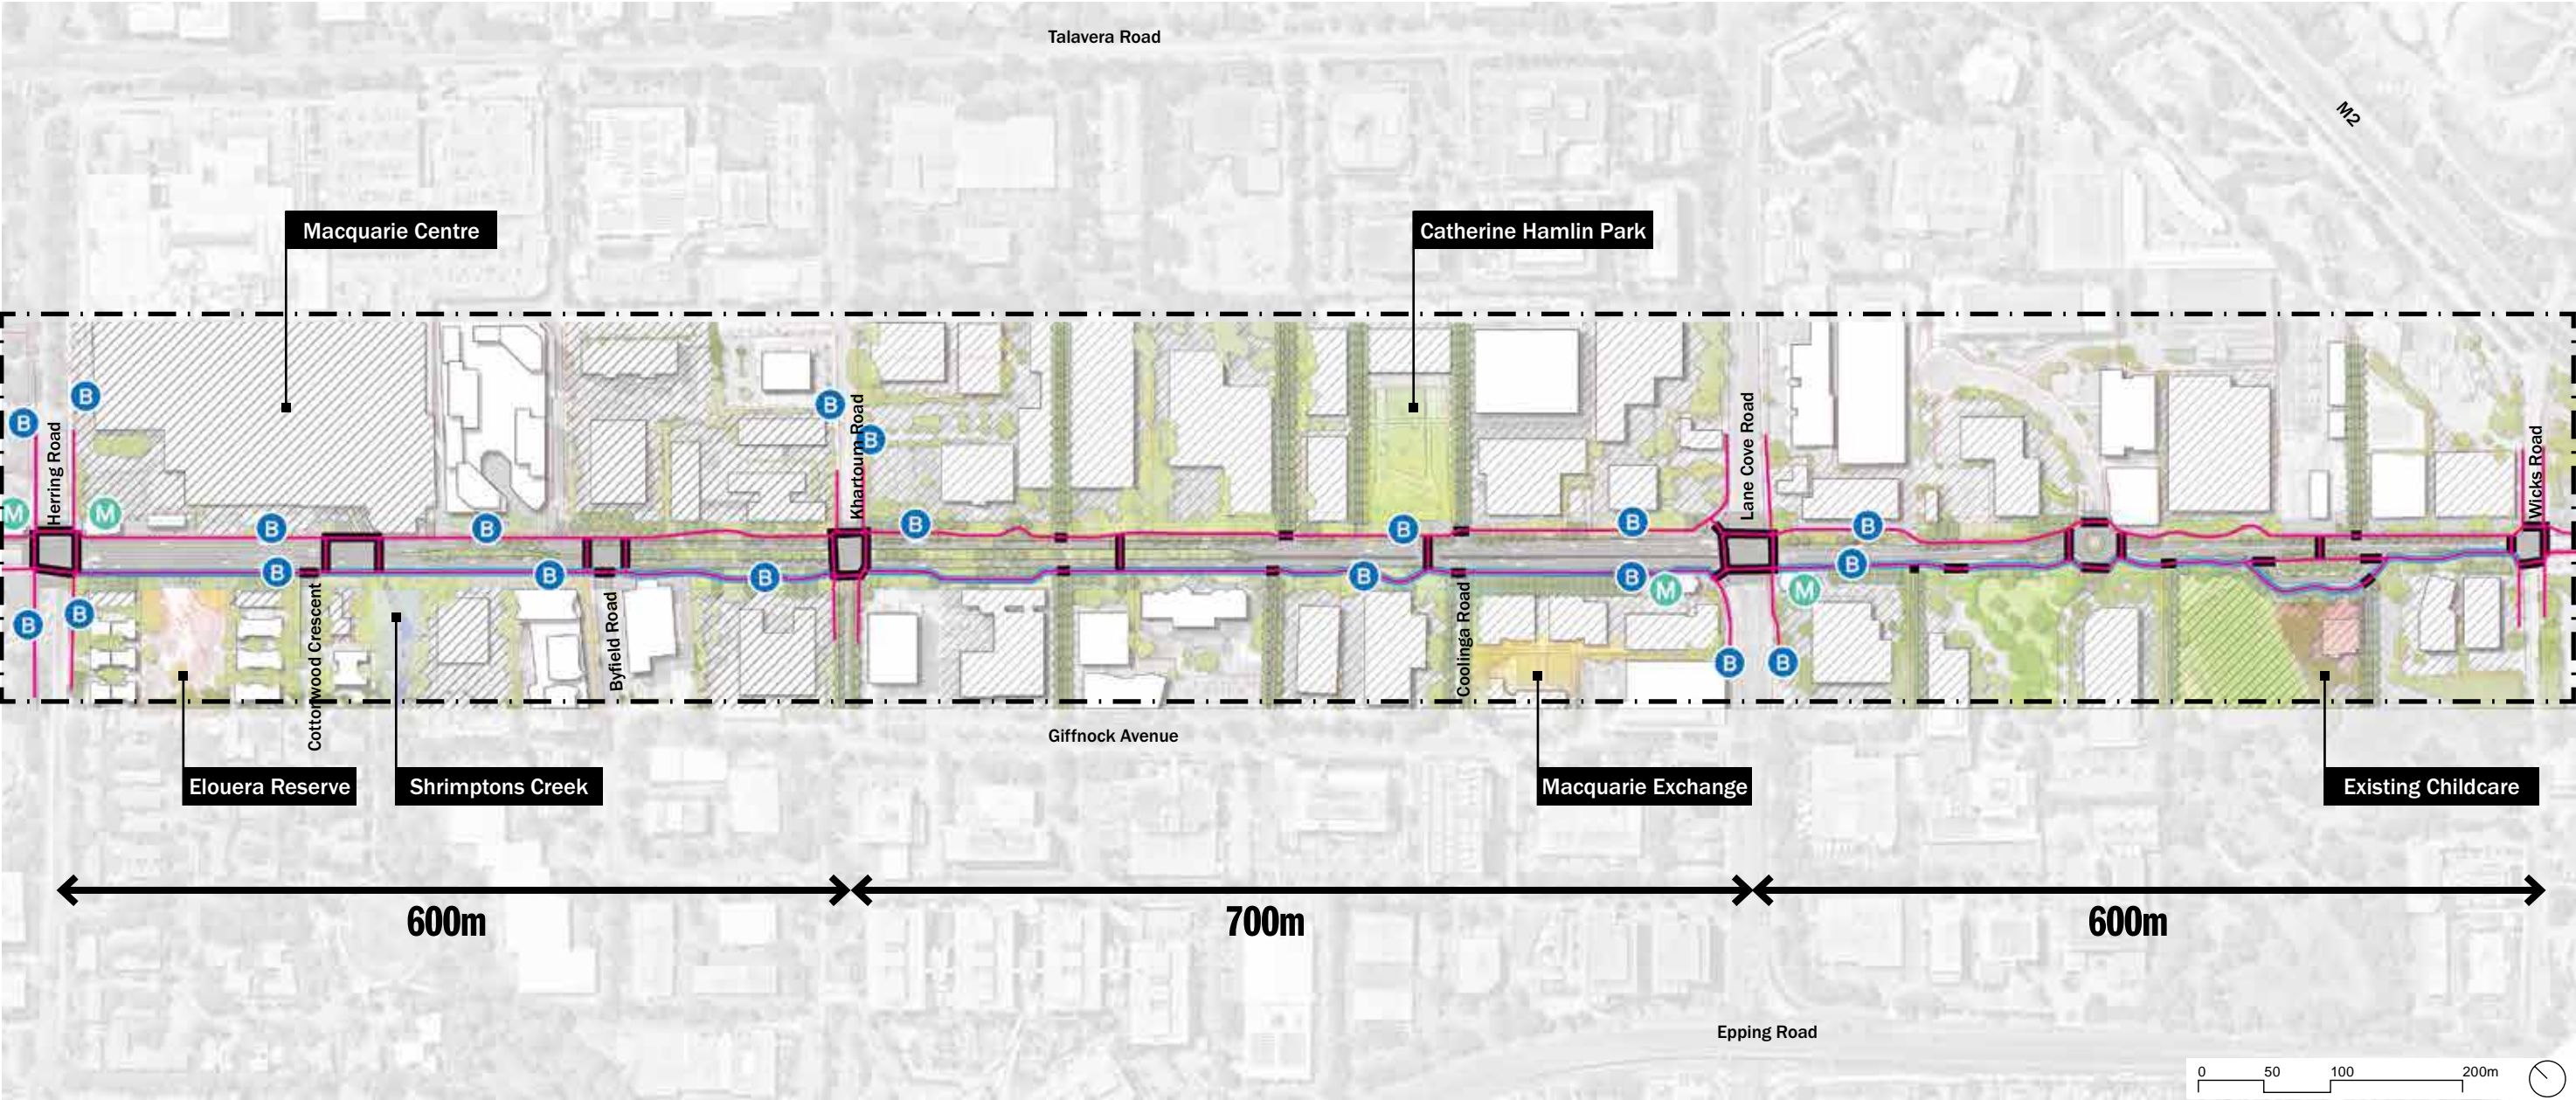 Talavera Road
M2
Macquarie Centre
Catherine Hamlin Park
B
B
B
B
Herring Road
Khartoum Road
Lane Cove Road
Wicks Road
M
M
B
B
B
B
B
B
B
B
B
B
B
B
B
M
M
B
B
B
B
Cottonwood Crescent
Byfield Road
Coolinga Road
Giffnock Avenue
Elouera Reserve
Shrimptons Creek
Macquarie Exchange
Existing Childcare
600m
700m
600m
Epping Road
0 50 100 200m